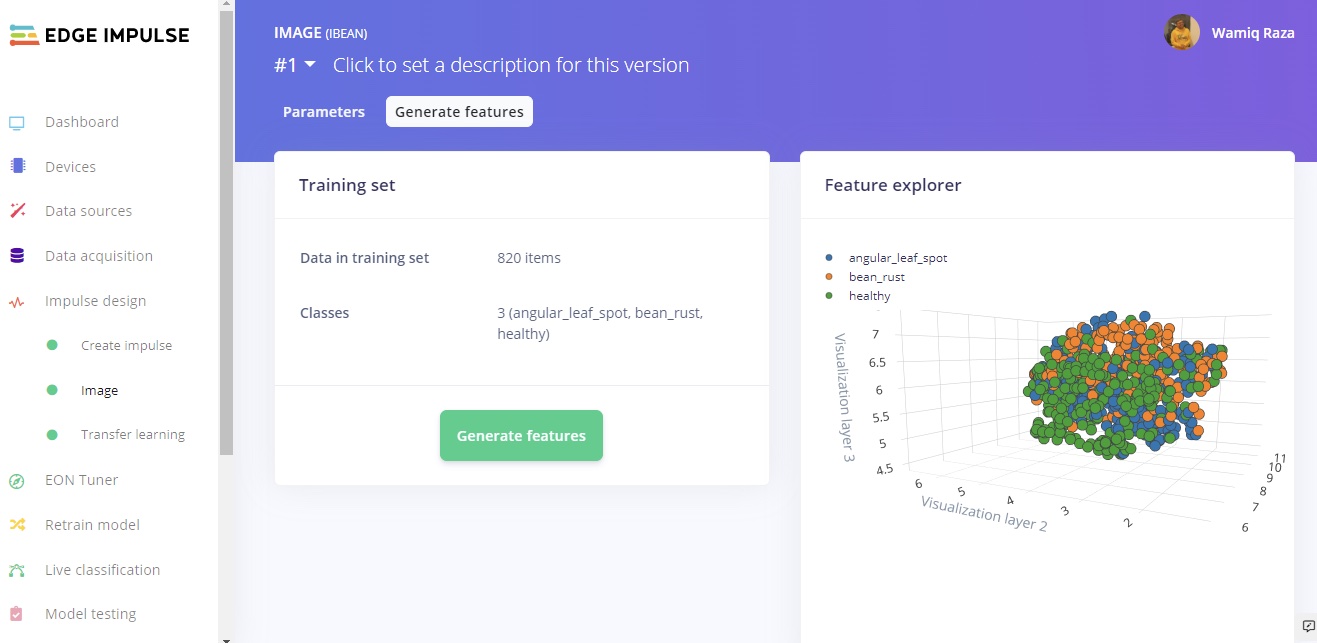 EDGE IMPULSE
Dashboard
Devices
Data sources
Data acquisition
Impulse design
Create impulse
Image
Transfer learning
EON Tuner
Retrain model
Live classification
Model testing
IMAGE (IBEAN)
#1 Click to set a description for this version
Wamiq Raza
Parameters Generate features
Training set
Data in training set 820 items
Classes 3 (angular_leaf_spot, bean_rust,
healthy)
Generate features
Feature explorer
angular_leaf_spot
bean_rust
healthy
Visualization layer 3
7
6.5
6
5.5
5
4.5
6
5
4
3
2
Visualization layer 2
11
10
9
8
7
6